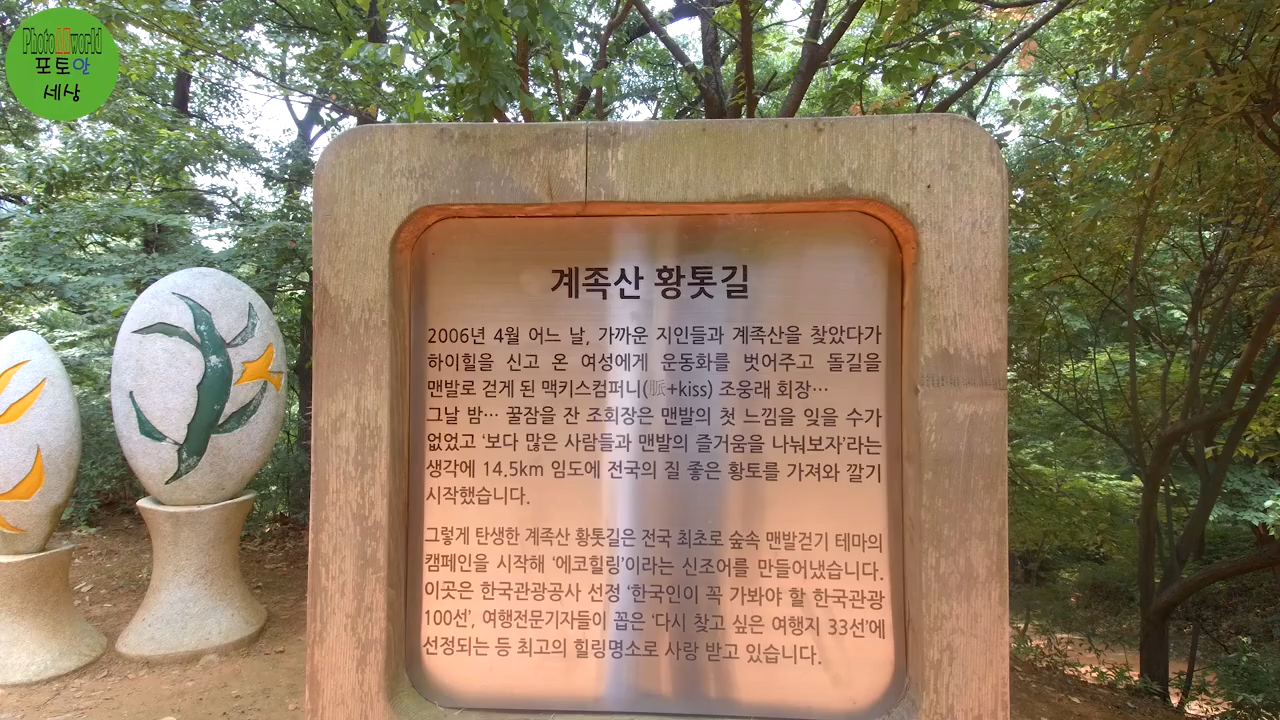 PhotoANworld
포토안
세상
계족산 황톳길
2006년 4월 어느 날, 가까운 지인들과 계족산을 찾았다가
하이힐을 신고 온 여성에게 운동화를 벗어주고 돌길을
맨발로 걷게 된 맥키스컴퍼니(脈+kiss) 조웅래 회장…
그날 밤… 꿀잠을 잔 조회장은 맨발의 첫 느낌을 잊을 수가
없었고 ‘보다 많은 사람들과 맨발의 즐거움을 나눠보자’라는
생각에 14.5km 임도에 전국의 질 좋은 황토를 가져와 깔기
시작했습니다.
그렇게 탄생한 계족산 황톳길은 전국 최초로 숲속 맨발걷기 테마의
캠페인을 시작해 ‘에코힐링’이라는 신조어를 만들어냈습니다.
이곳은 한국관광공사 선정 ‘한국인이 꼭 가봐야 할 한국관광
100선’, 여행전문기자들이 꼽은 ‘다시 찾고 싶은 여행지 33선’에
선정되는 등 최고의 힐링명소로 사랑 받고 있습니다.